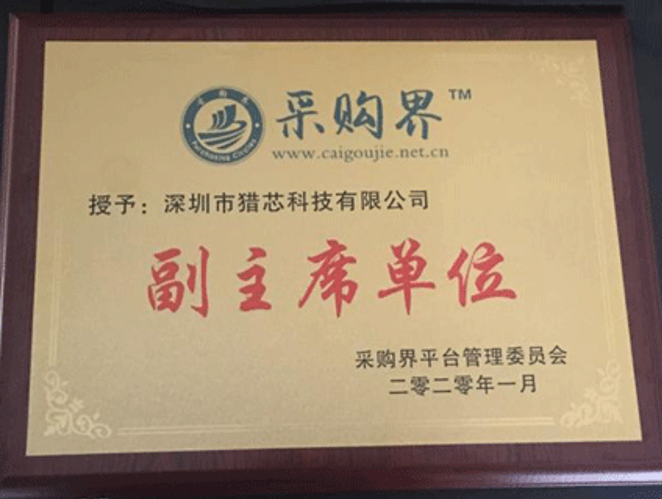 采购界™
www.caigoujie.net.cn
授予：深圳市猎芯科技有限公司
副主席单位
采购界平台管理委员会
二零二零年一月